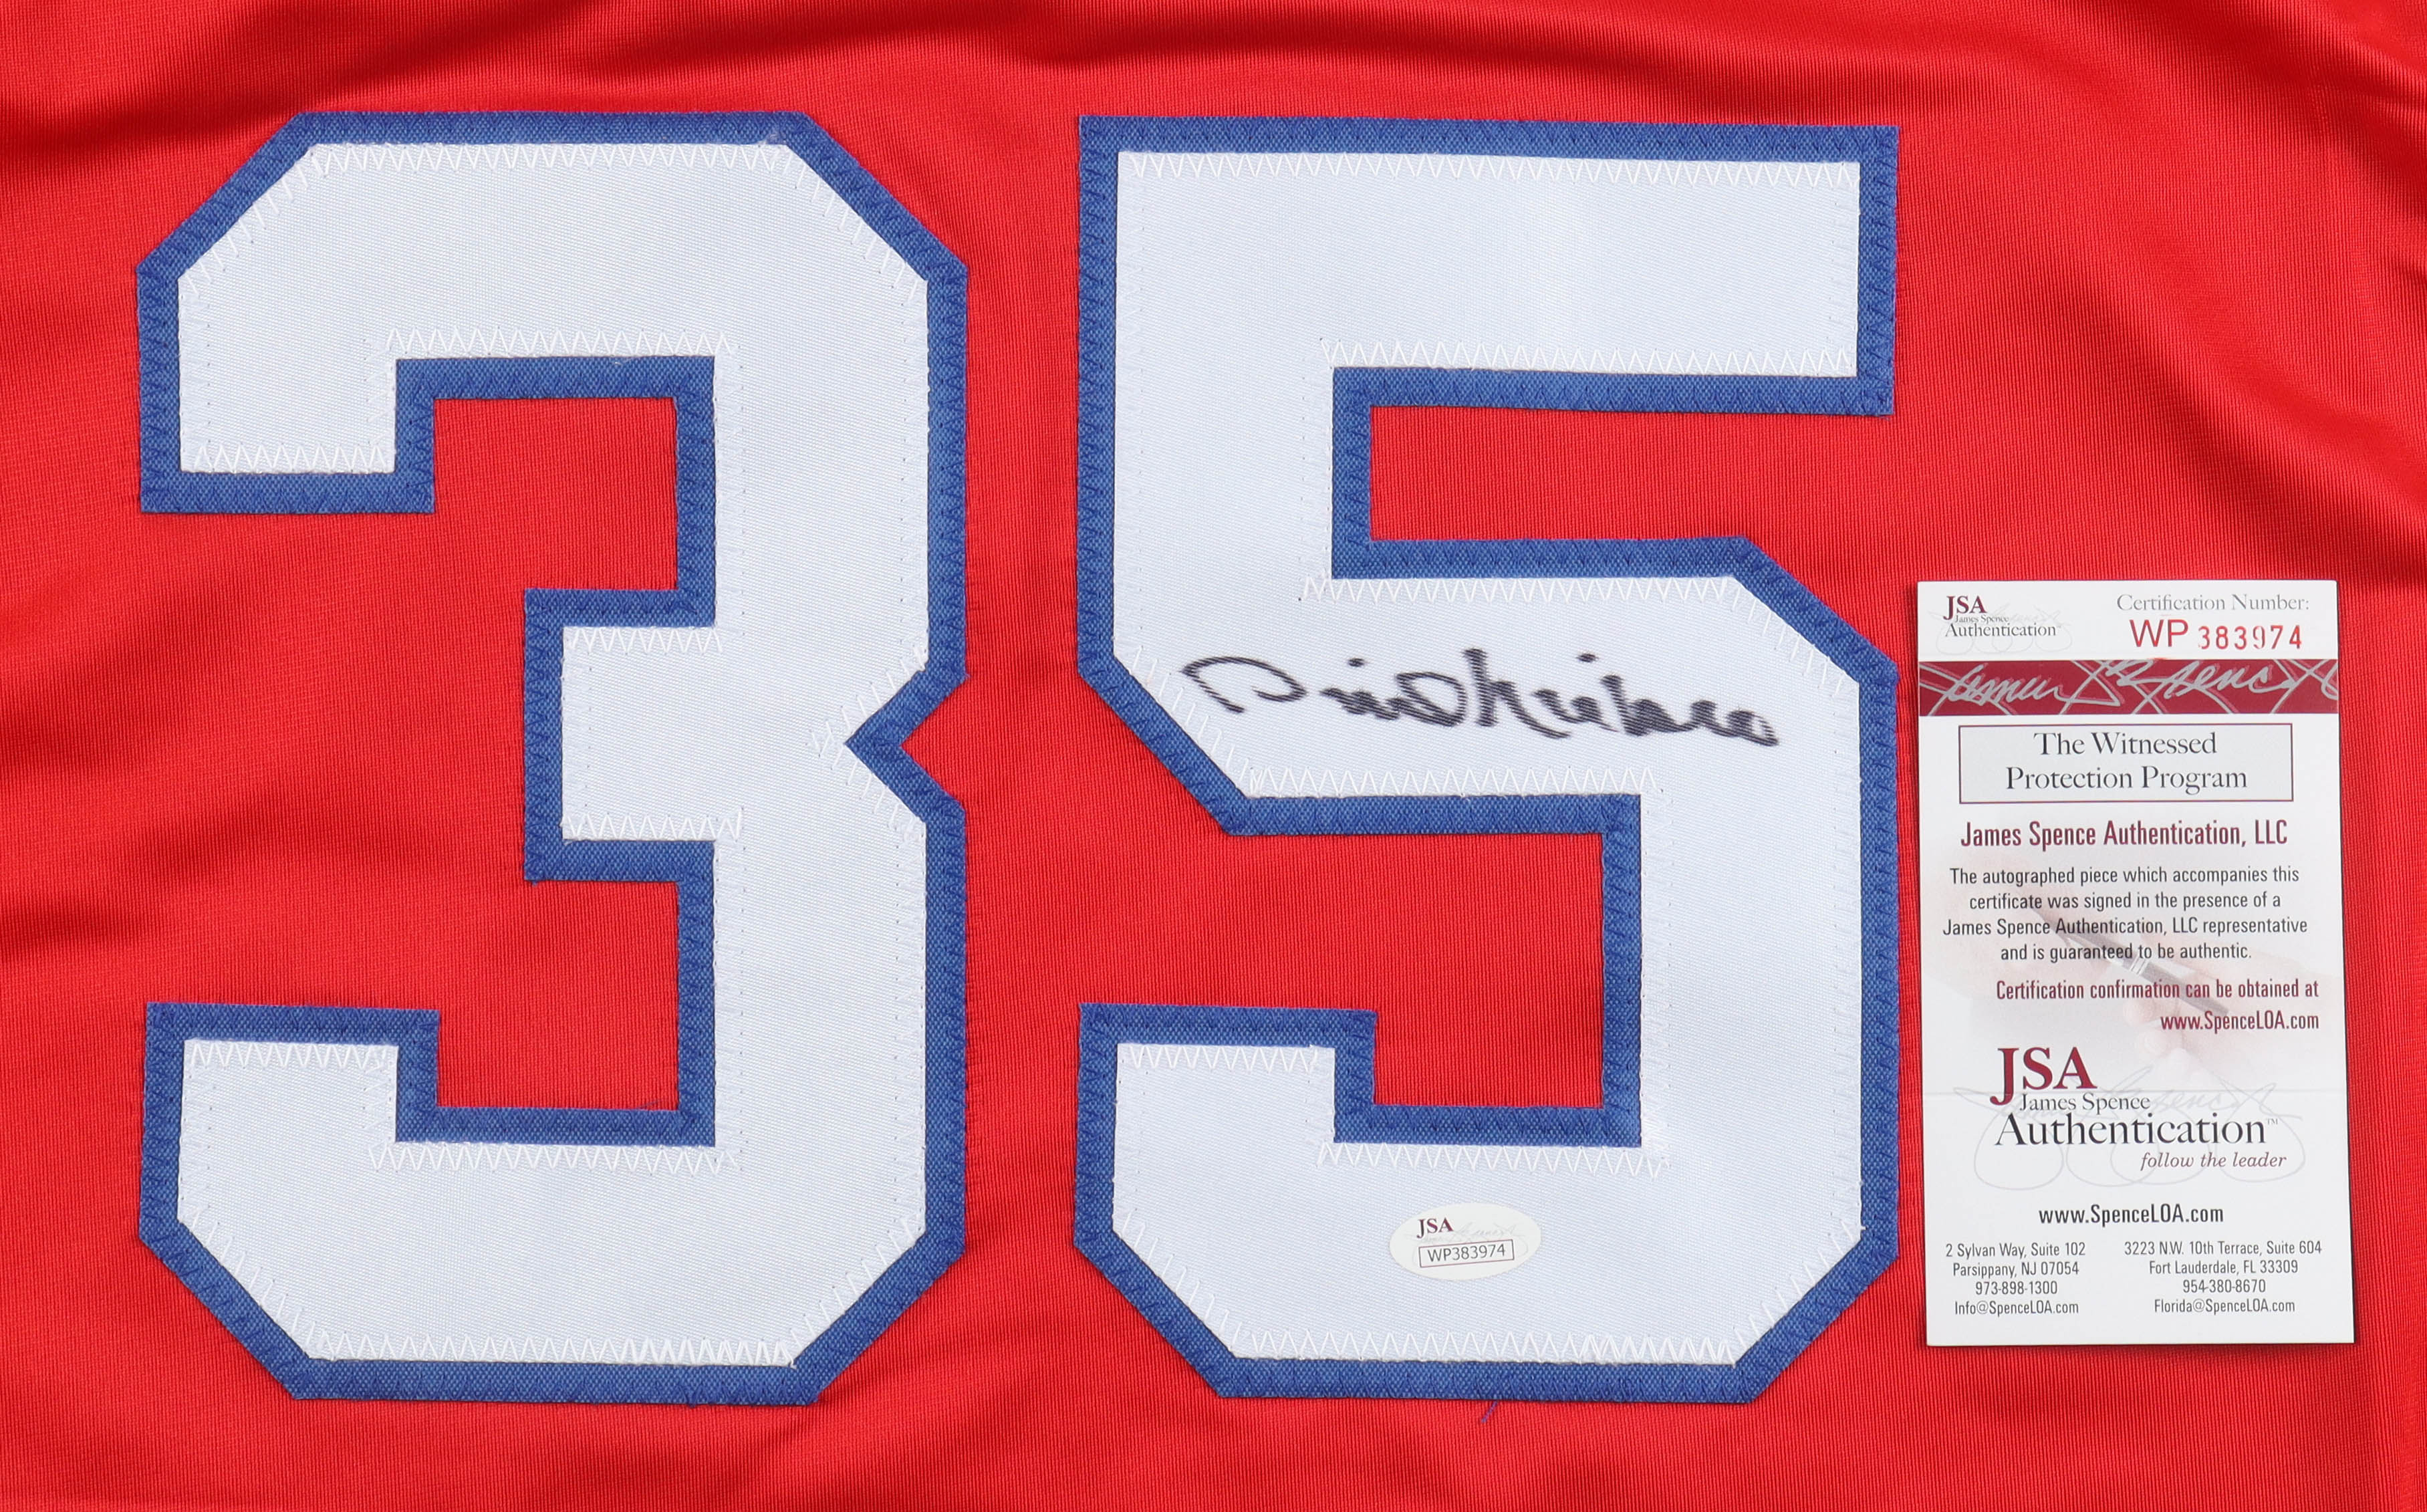 35
JSA
WP383974
JSA
James Spence
Authentication
Certification Number:
WP 383974
The Witnessed
Protection Program
James Spence Authentication, LLC
The autographed piece which accompanies this
certificate was signed in the presence of a
James Spence Authentication, LLC representative
and is guaranteed to be authentic.
Certification confirmation can be obtained at
www.SpenceLOA.com
JSA
James Spence
Authentication™
follow the leader
www.SpenceLOA.com
2 Sylvan Way, Suite 102
Parsippany, NJ 07054
973-898-1300
Info@SpenceLOA.com
3223 N.W. 10th Terrace, Suite 604
Fort Lauderdale, FL 33309
954-380-8670
Florida@SpenceLOA.com